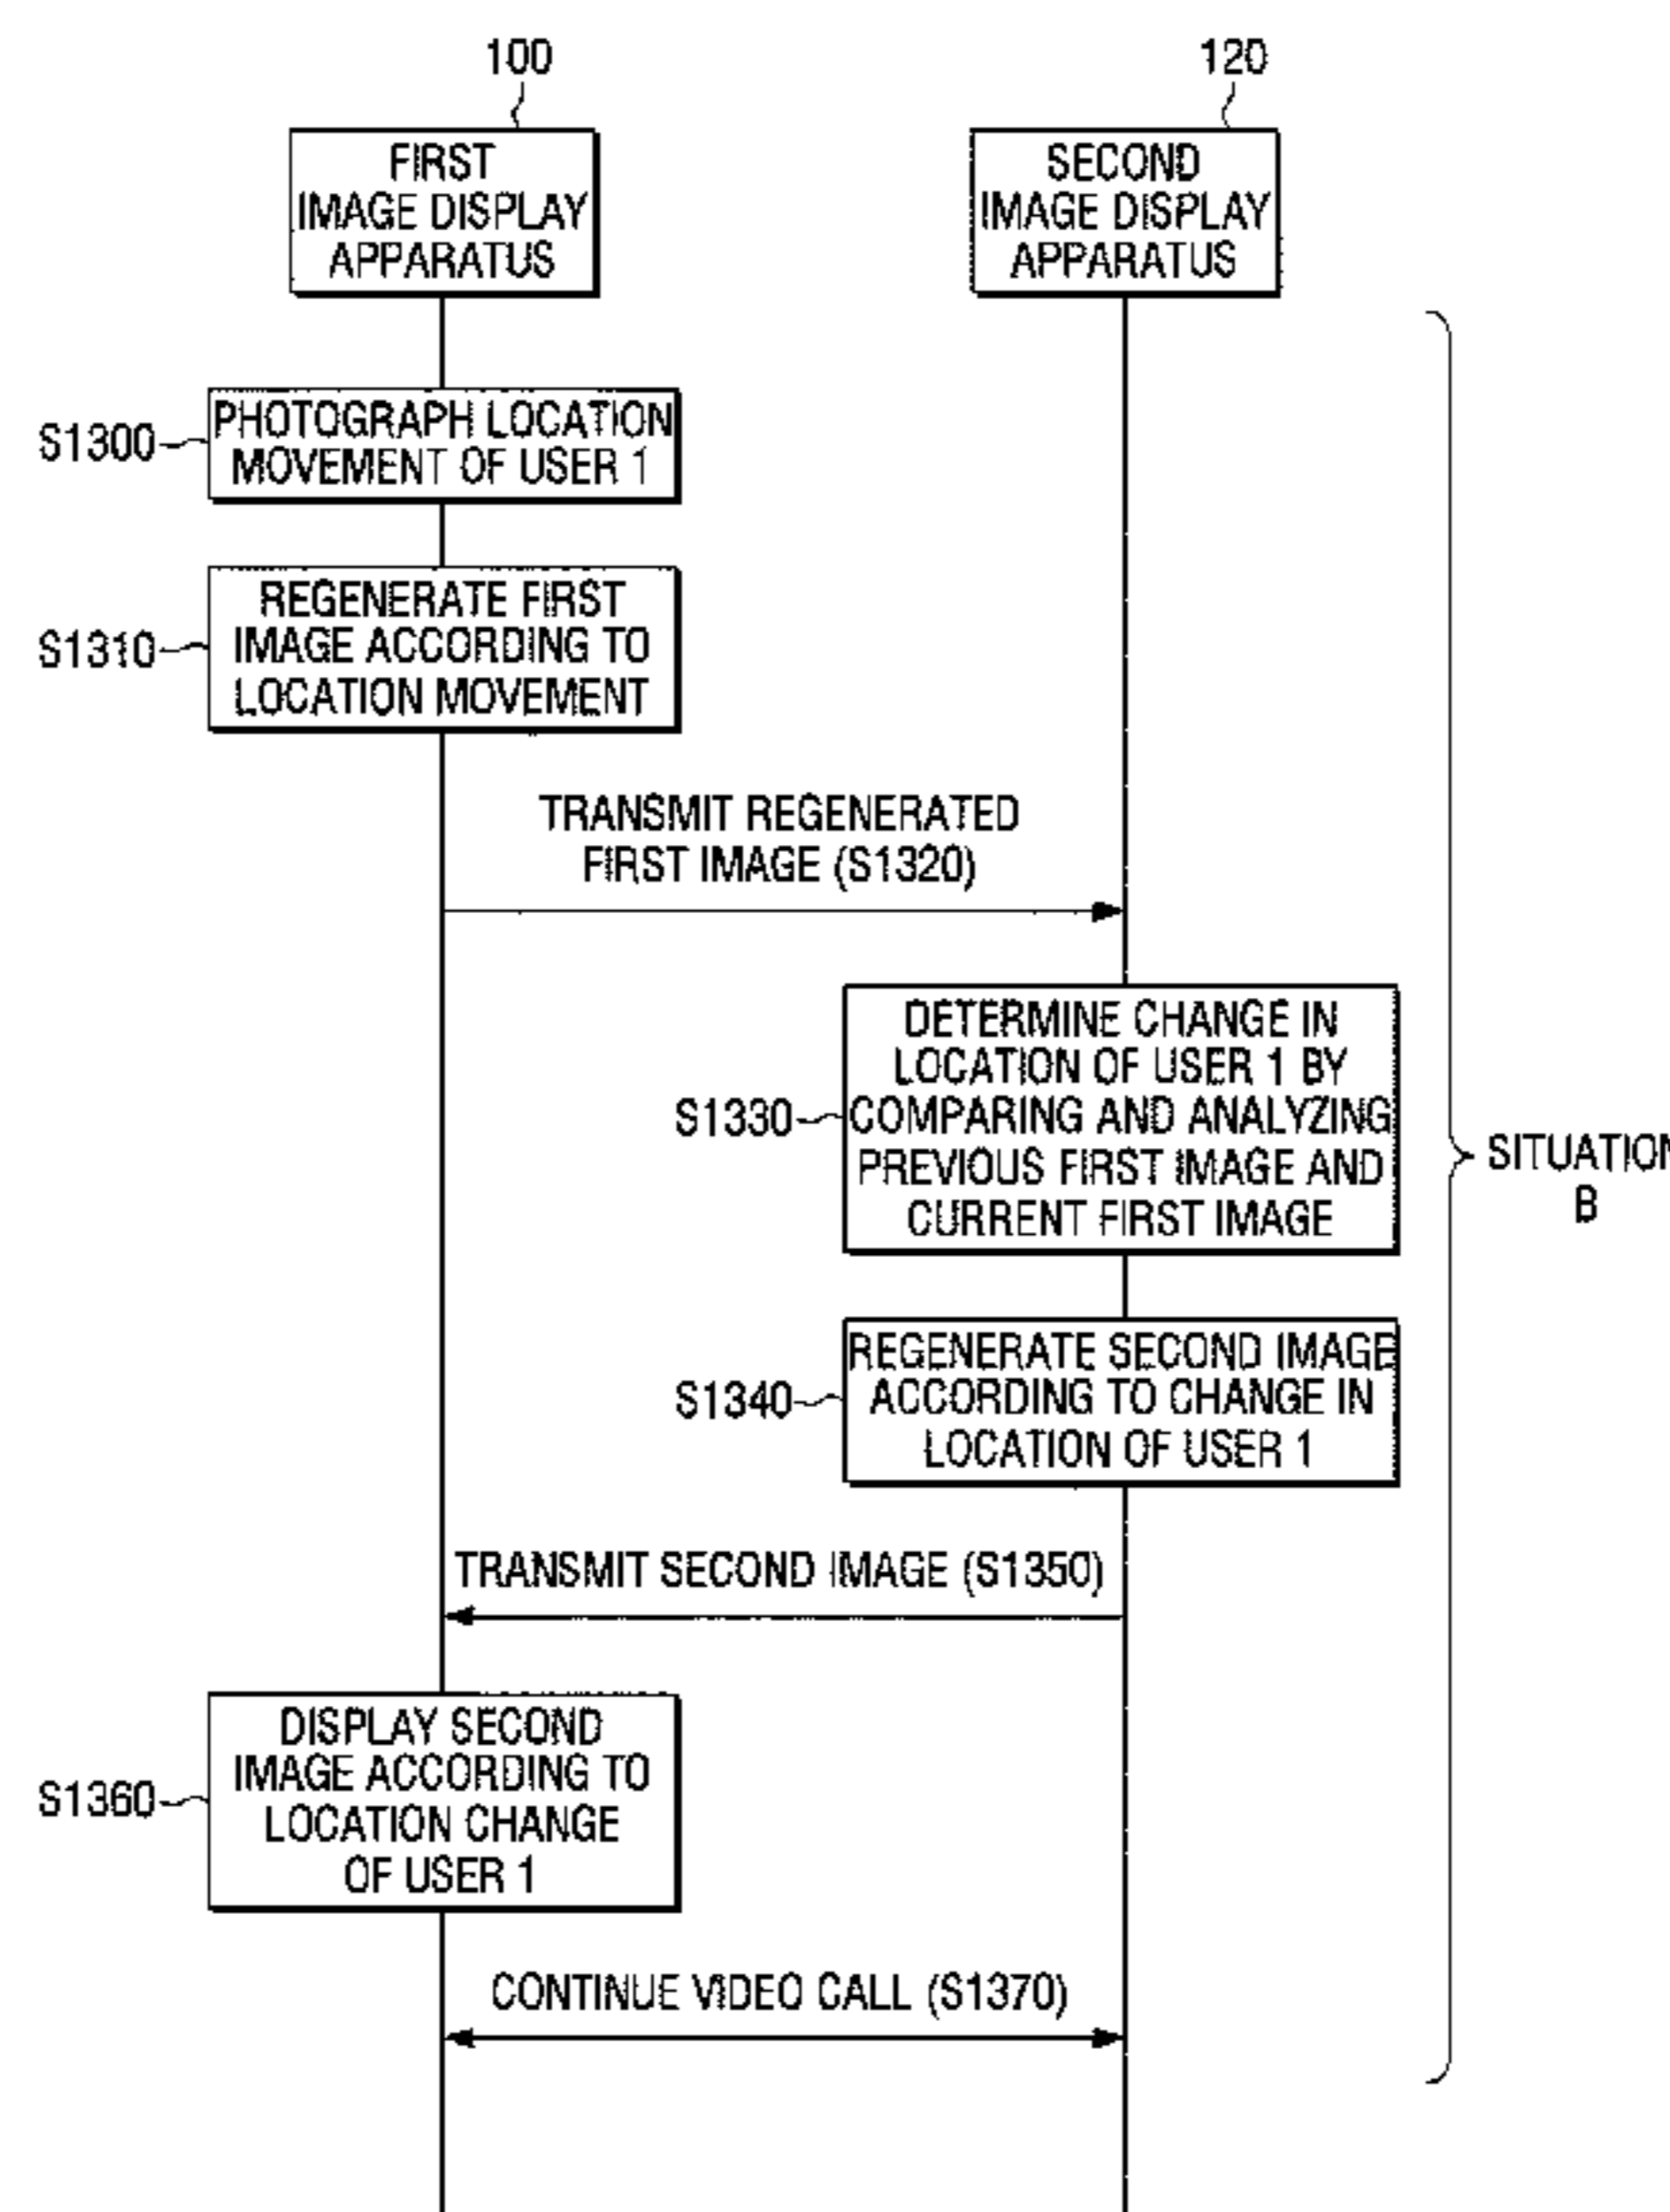 100
120
FIRST
IMAGE DISPLAY
APPARATUS
SECOND
IMAGE DISPLAY
APPARATUS
S1300
PHOTOGRAPH LOCATION
MOVEMENT OF USER 1
S1310
REGENERATE FIRST
IMAGE ACCORDING TO
LOCATION MOVEMENT
TRANSMIT REGENERATED
FIRST IMAGE (S1320)
S1330
DETERMINE CHANGE IN
LOCATION OF USER 1 BY
COMPARING AND ANALYZING
PREVIOUS FIRST IMAGE AND
CURRENT FIRST IMAGE
SITUATION
B
S1340
REGENERATE SECOND IMAGE
ACCORDING TO CHANGE IN
LOCATION OF USER 1
TRANSMIT SECOND IMAGE (S1350)
S1360
DISPLAY SECOND
IMAGE ACCORDING TO
LOCATION CHANGE
OF USER 1
CONTINUE VIDEO CALL (S1370)